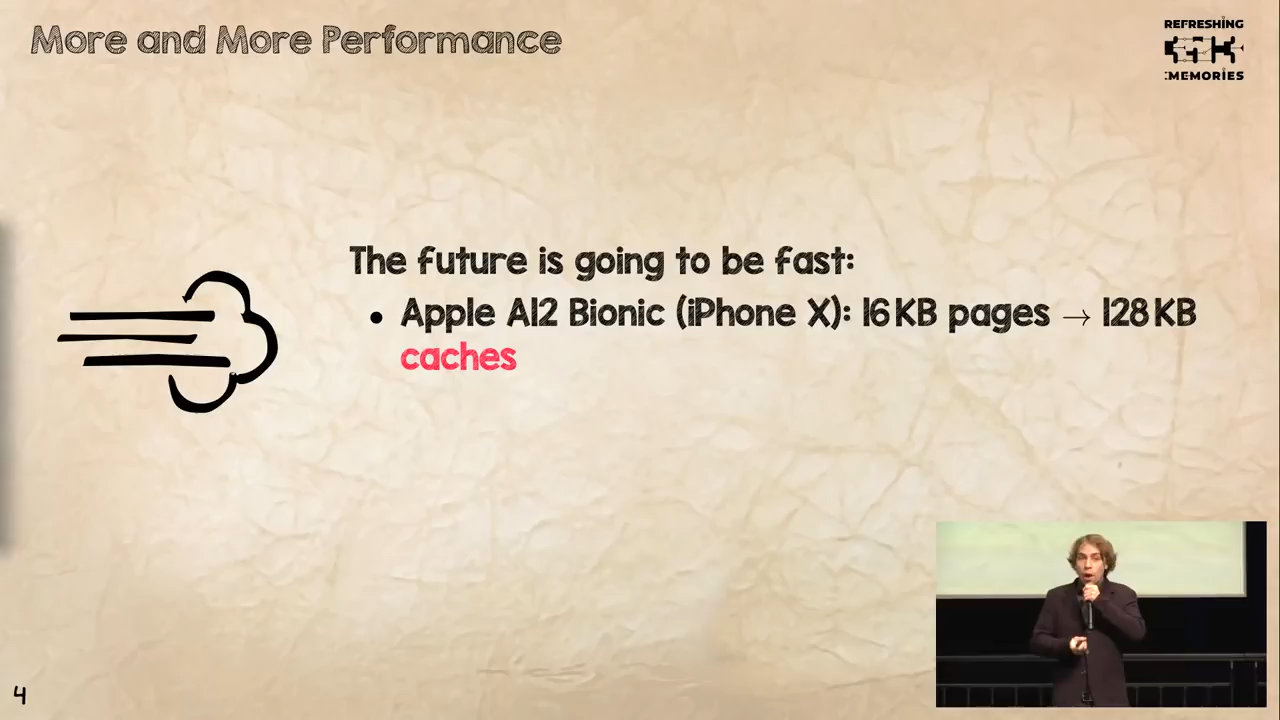 More and More Performance
REFRESHING
:MEMORIES
The future is going to be fast:
• Apple A12 Bionic (iPhone X): 16 KB pages → 128 KB
caches
4